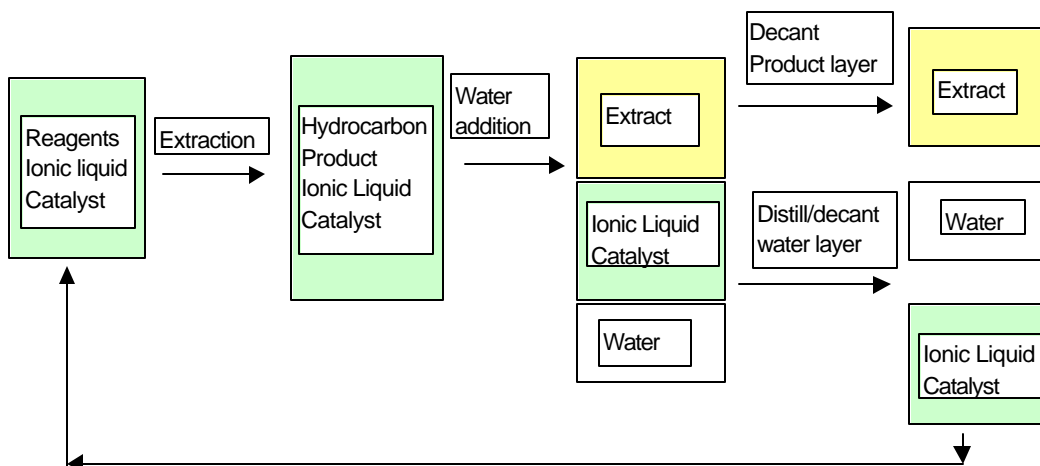 Reagents
Ionic liquid
Catalyst
Extraction
Hydrocarbon
Product
Ionic Liquid
Catalyst
Water
addition
Extract
Ionic Liquid
Catalyst
Water
Decant
Product layer
Distill/decant
water layer
Extract
Water
Ionic Liquid
Catalyst